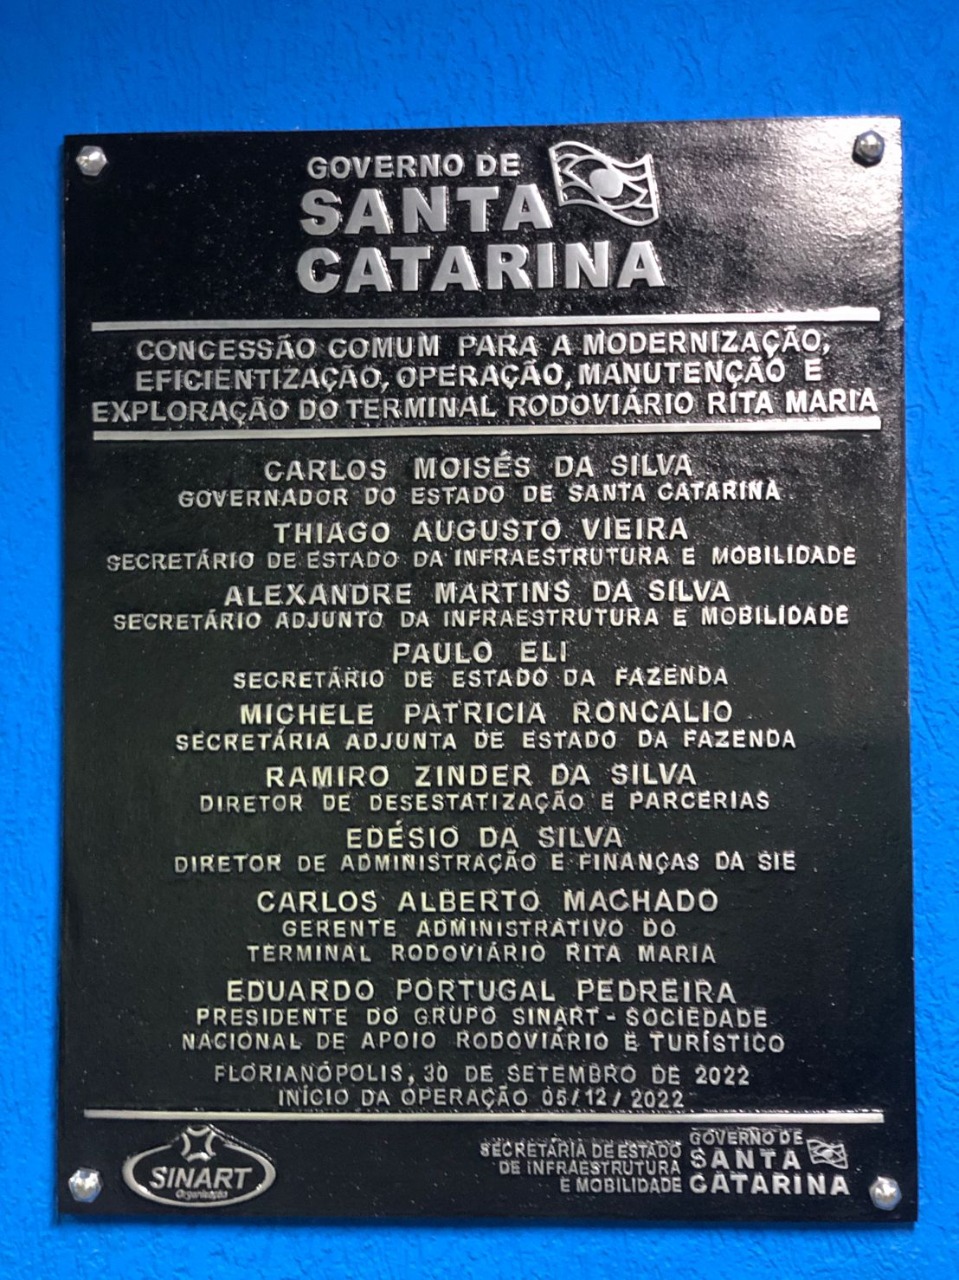 GOVERNO DE
SANTA
CATARINA
CONCESSÃO COMUM PARA A MODERNIZAÇÃO,
EFICIENTIZAÇÃO, OPERAÇÃO, MANUTENÇÃO E
EXPLORAÇÃO DO TERMINAL RODOVIÁRIO RITA MARIA
CARLOS MOISÉS DA SILVA
GOVERNADOR DO ESTADO DE SANTA CATARINA
THIAGO AUGUSTO VIEIRA
SECRETÁRIO DE ESTADO DA INFRAESTRUTURA E MOBILIDADE
ALEXANDRE MARTINS DA SILVA
SECRETÁRIO ADJUNTO DA INFRAESTRUTURA E MOBILIDADE
PAULO ELI
SECRETÁRIO DE ESTADO DA FAZENDA
MICHELE PATRICIA RONCALIO
SECRETÁRIA ADJUNTA DE ESTADO DA FAZENDA
RAMIRO ZINDER DA SILVA
DIRETOR DE DESESTATIZAÇÃO E PARCERIAS
EDÉSIO DA SILVA
DIRETOR DE ADMINISTRAÇÃO E FINANÇAS DA SIE
CARLOS ALBERTO MACHADO
GERENTE ADMINISTRATIVO DO
TERMINAL RODOVIÁRIO RITA MARIA
EDUARDO PORTUGAL PEDREIRA
PRESIDENTE DO GRUPO SINART - SOCIEDADE
NACIONAL DE APOIO RODOVIÁRIO E TURÍSTICO
FLORIANÓPOLIS, 30 DE SETEMBRO DE 2022
INÍCIO DA OPERAÇÃO 05/12/2022
SINART
Organização
SECRETARIA DE ESTADO
DE INFRAESTRUTURA
E MOBILIDADE
GOVERNO DE
SANTA
CATARINA